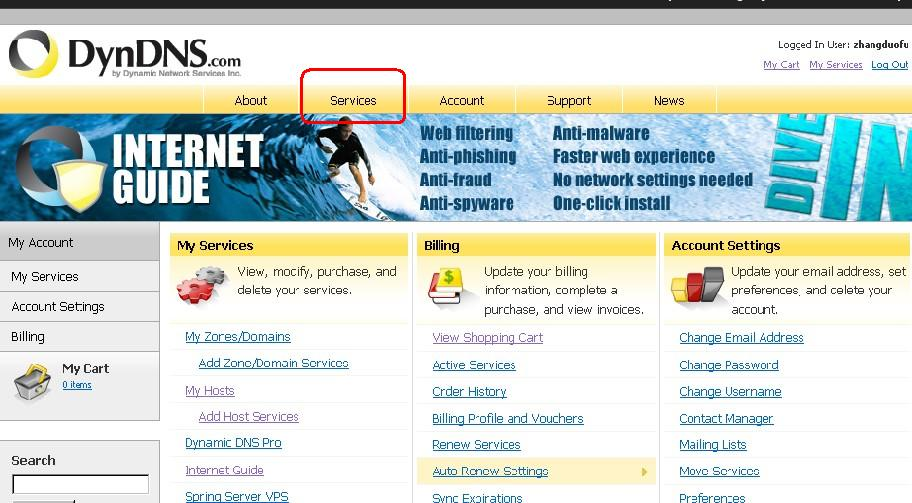 DynDNS.com
by Dynamic Network Services Inc.
Logged In User: zhangduofu
My Cart My Services Log Out
About Services Account Support News
INTERNET GUIDE
Web filtering
Anti-phishing
Anti-fraud
Anti-spyware
Anti-malware
Faster web experience
No network settings needed
One-click install
DIVE IN
My Account
My Services
Account Settings
Billing
My Cart
0 items
Search
My Services
View, modify, purchase, and
delete your services.
My Zones/Domains
Add Zone/Domain Services
My Hosts
Add Host Services
Dynamic DNS Pro
Internet Guide
Spring Server VPS
Billing
Update your billing
information, complete a
purchase, and view invoices.
View Shopping Cart
Active Services
Order History
Billing Profile and Vouchers
Renew Services
Auto Renew Settings
Sync Expirations
Account Settings
Update your email address, set
preferences, and delete your
account.
Change Email Address
Change Password
Change Username
Contact Manager
Mailing Lists
Move Services
Preferences